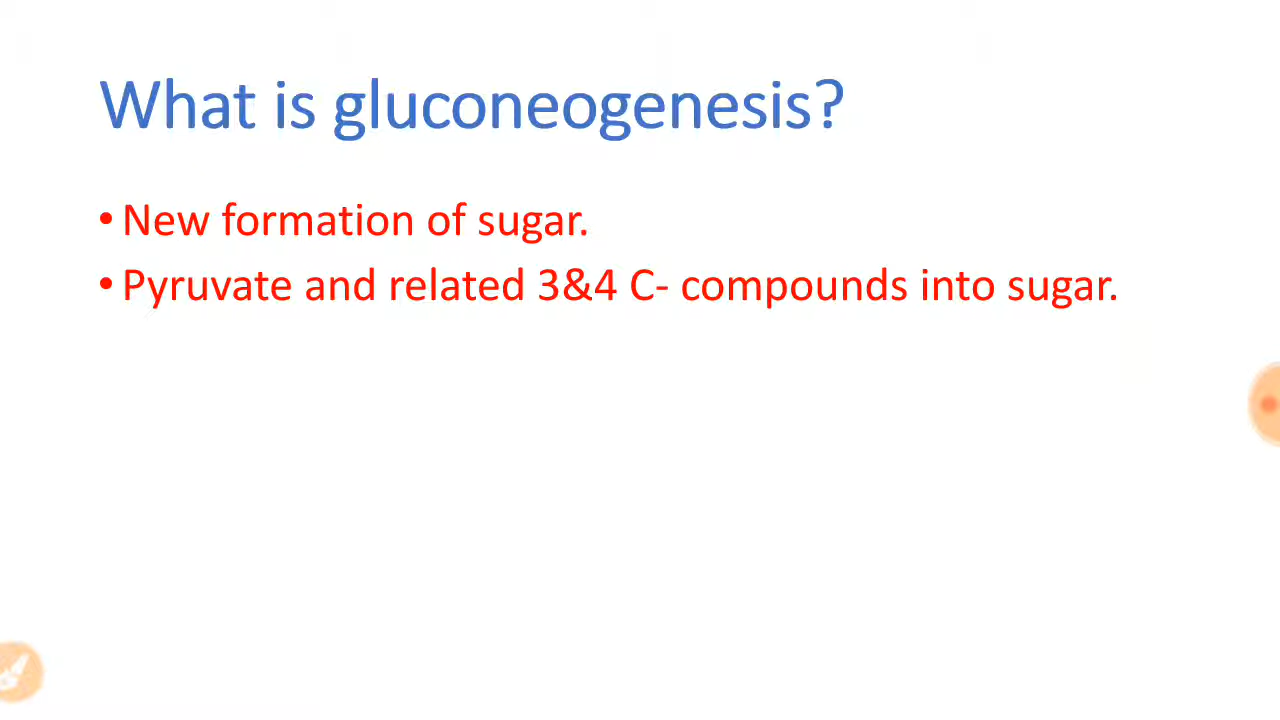 What is gluconeogenesis?
•New formation of sugar.
•Pyruvate and related 3&4 C- compounds into sugar.